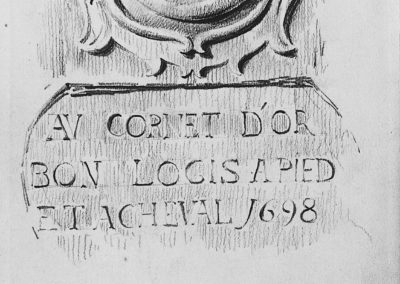 AV CORNET D'OR
BON LOGIS A PIED
ET A CHEVAL 1698